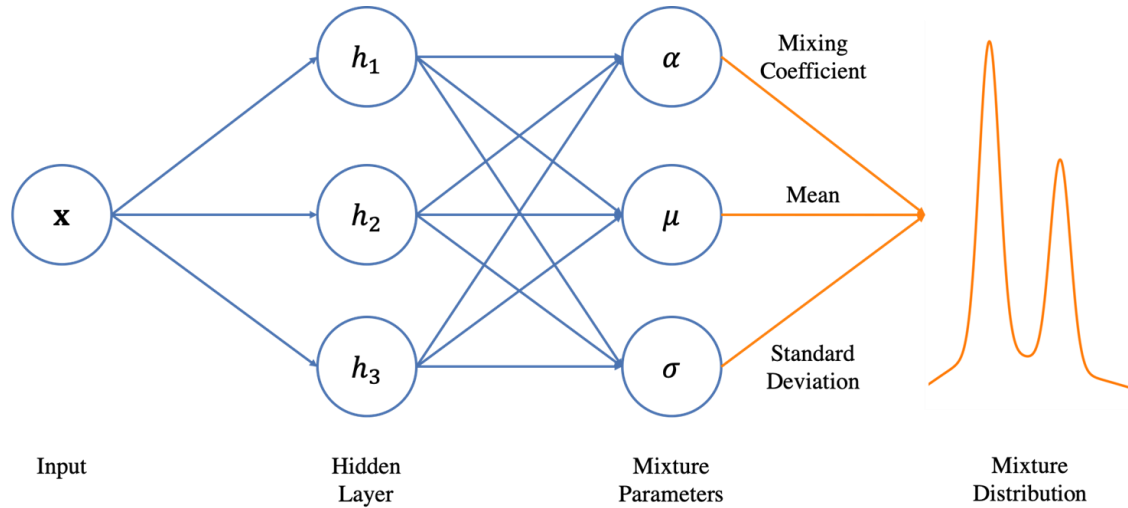 x
h₁
h₂
h₃
α
μ
σ
Mixing
Coefficient
Mean
Standard
Deviation
Input
Hidden
Layer
Mixture
Parameters
Mixture
Distribution